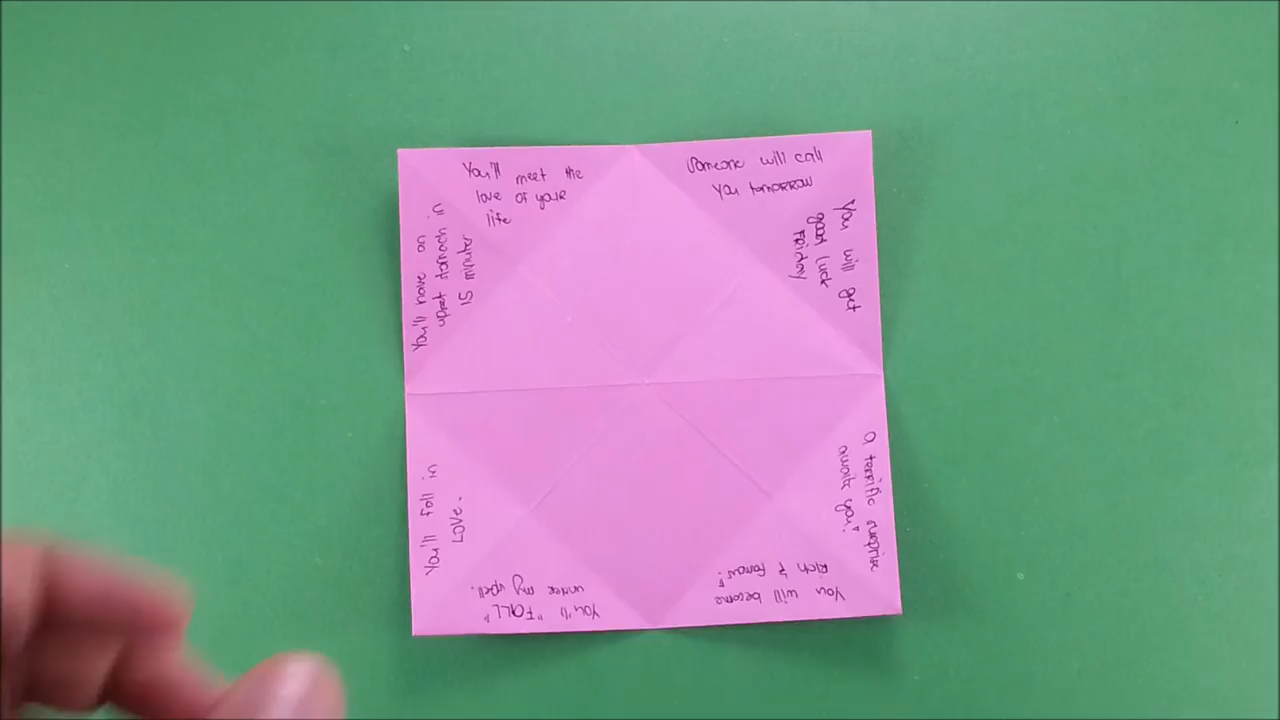 You'll meet the
love of your
life
Someone will call
you tomorrow
You will get
good luck
Friday
a terrific surprise
awaits you!
You will become
Rich & famous!
You'll "FALL"
under my spell.
You'll fall in
LOVE.
You'll have an
upset stomach in
15 minutes